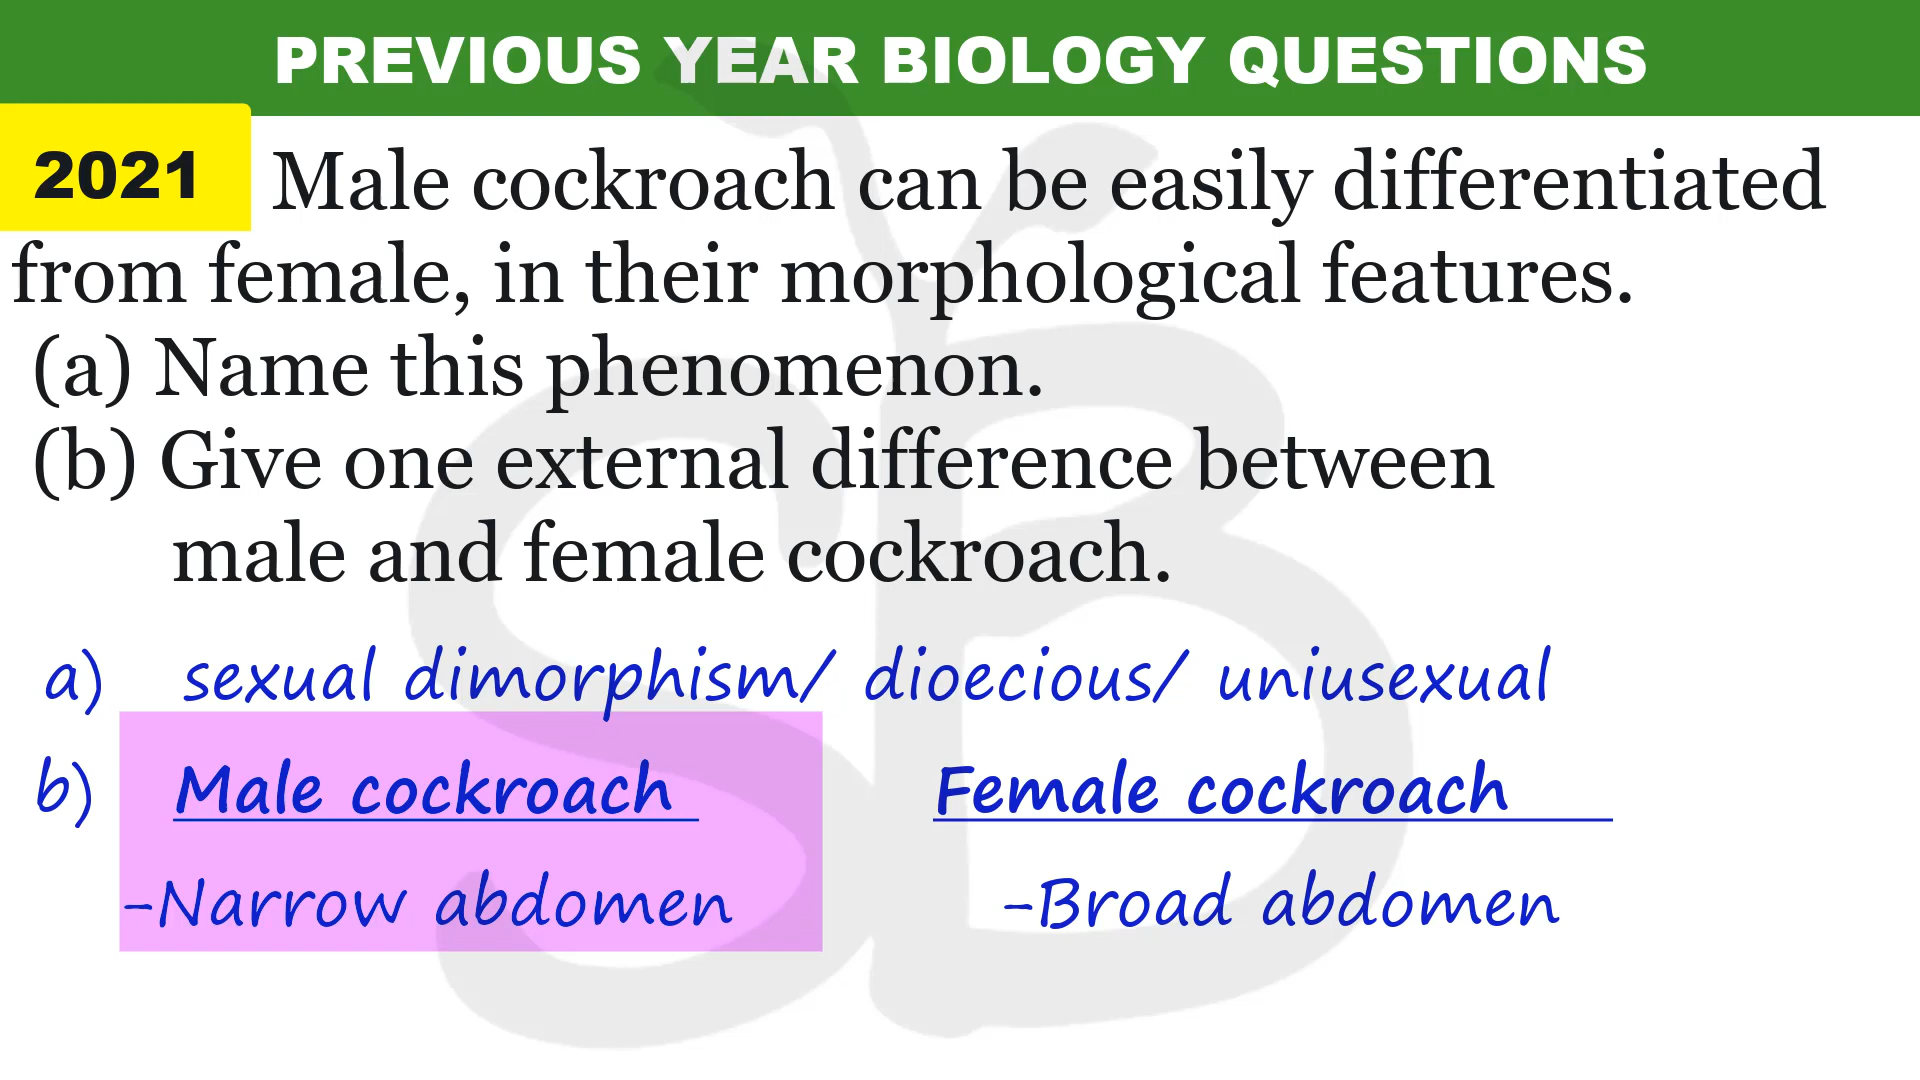 PREVIOUS YEAR BIOLOGY QUESTIONS
2021 Male cockroach can be easily differentiated
from female, in their morphological features.
(a) Name this phenomenon.
(b) Give one external difference between
male and female cockroach.
a) sexual dimorphism/ dioecious/ uniusexual
b) Male cockroach Female cockroach
-Narrow abdomen -Broad abdomen